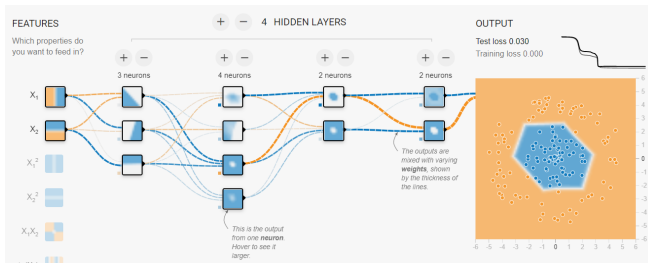 FEATURES
Which properties do
you want to feed in?
+ − 4 HIDDEN LAYERS
+ −
+ −
+ −
+ −
3 neurons
4 neurons
2 neurons
2 neurons
X₁
X₂
X₁²
X₂²
X₁X₂
This is the output
from one neuron.
Hover to see it
larger.
The outputs are
mixed with varying
weights, shown
by the thickness of
the lines.
OUTPUT
Test loss 0.030
Training loss 0.000
6
5
4
3
2
1
0
-1
-2
-3
-4
-5
-6
-6 -5 -4 -3 -2 -1 0 1 2 3 4 5 6